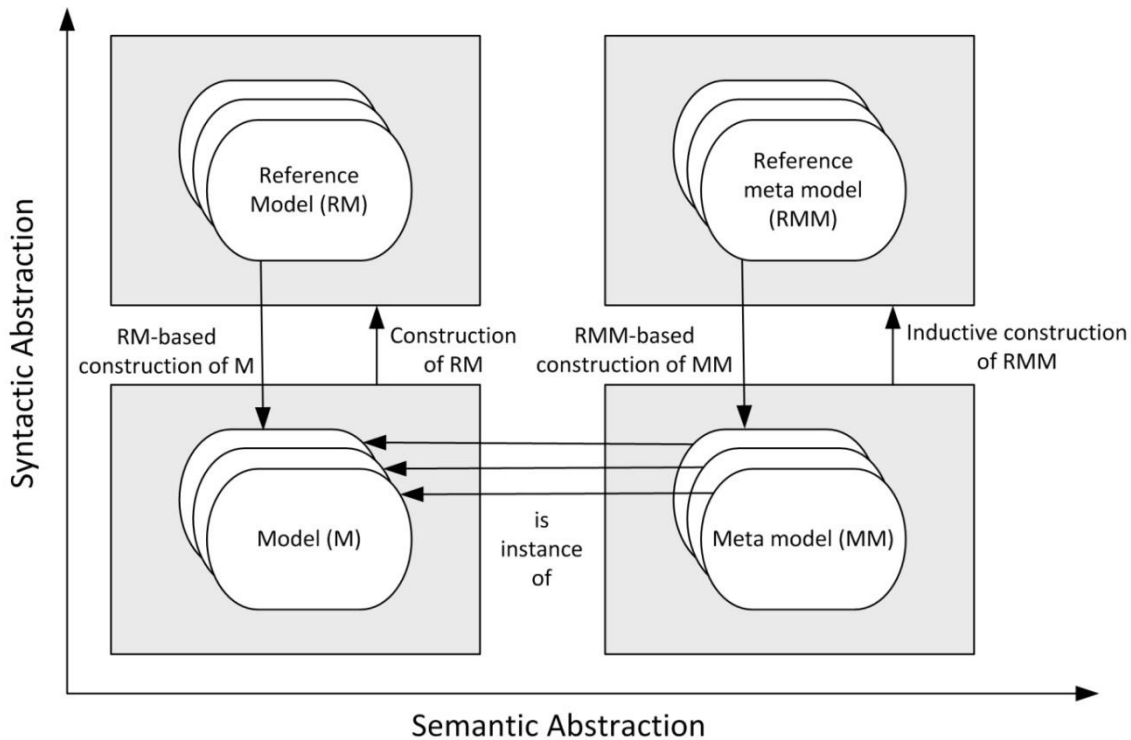 Syntactic Abstraction
Reference
Model (RM)
Reference
meta model
(RMM)
RM-based
construction of M
Construction
of RM
RMM-based
construction of MM
Inductive construction
of RMM
Model (M)
is
instance
of
Meta model (MM)
Semantic Abstraction